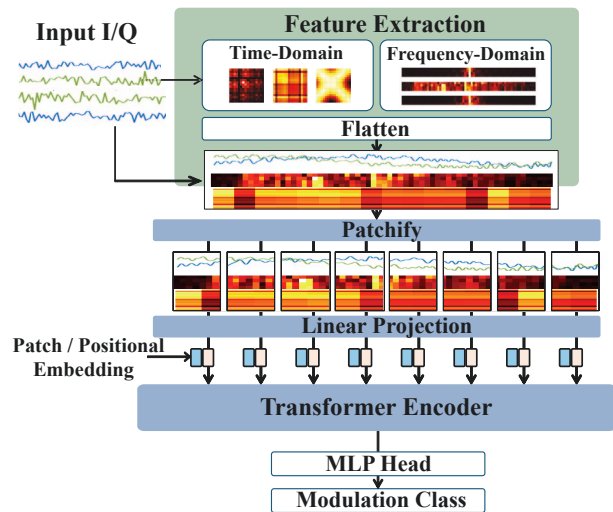 Input I/Q
Feature Extraction
Time-Domain
Frequency-Domain
Flatten
Patchify
Linear Projection
Patch / Positional
Embedding
Transformer Encoder
MLP Head
Modulation Class